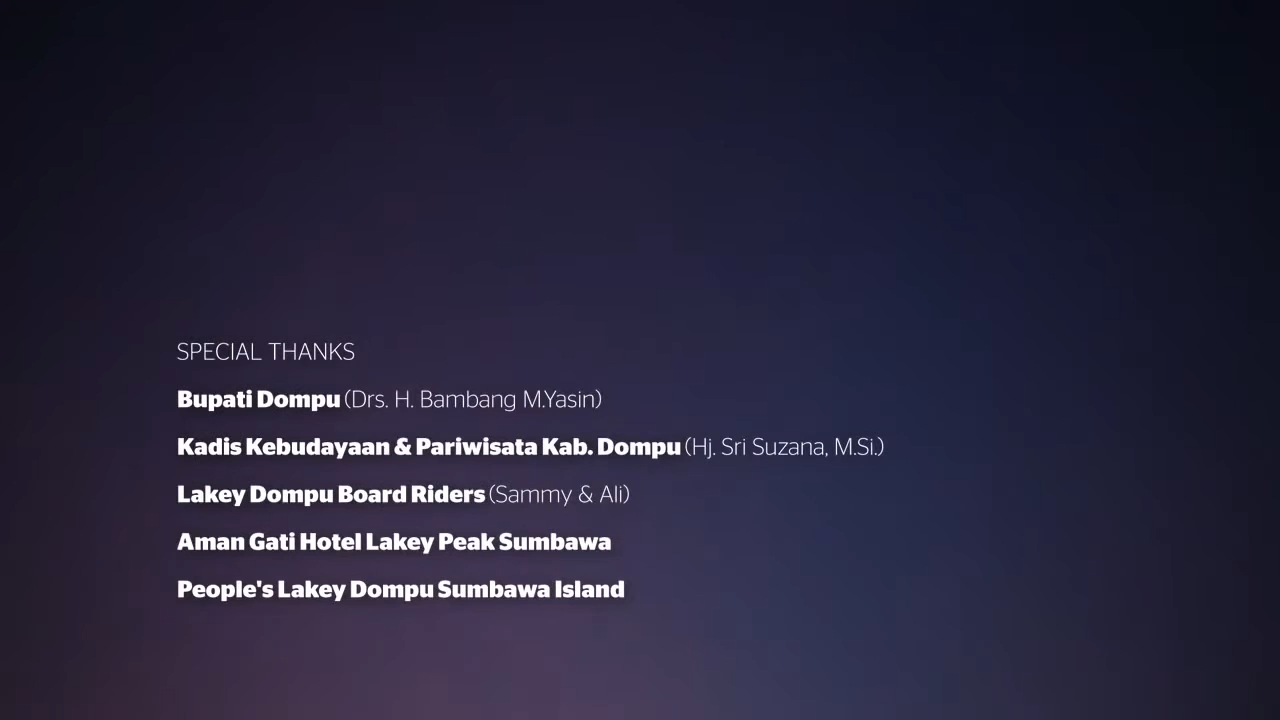 SPECIAL THANKS
Bupati Dompu (Drs. H. Bambang M.Yasin)
Kadis Kebudayaan & Pariwisata Kab. Dompu (Hj. Sri Suzana, M.Si.)
Lakey Dompu Board Riders (Sammy & Ali)
Aman Gati Hotel Lakey Peak Sumbawa
People's Lakey Dompu Sumbawa Island